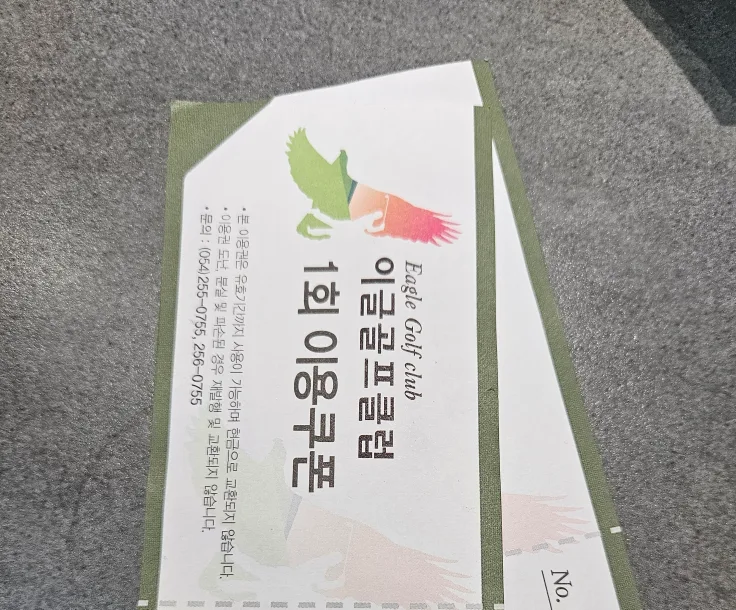 Eagle Golf club
이글골프클럽
1회 이용쿠폰
• 본 이용권은 유효기간까지 사용이 가능하며 현금으로 교환되지 않습니다.
• 이용권 도난, 분실 및 파손된 경우 재발행 및 교환되지 않습니다.
• 문의 : (054)255-0755, 256-0755
No.